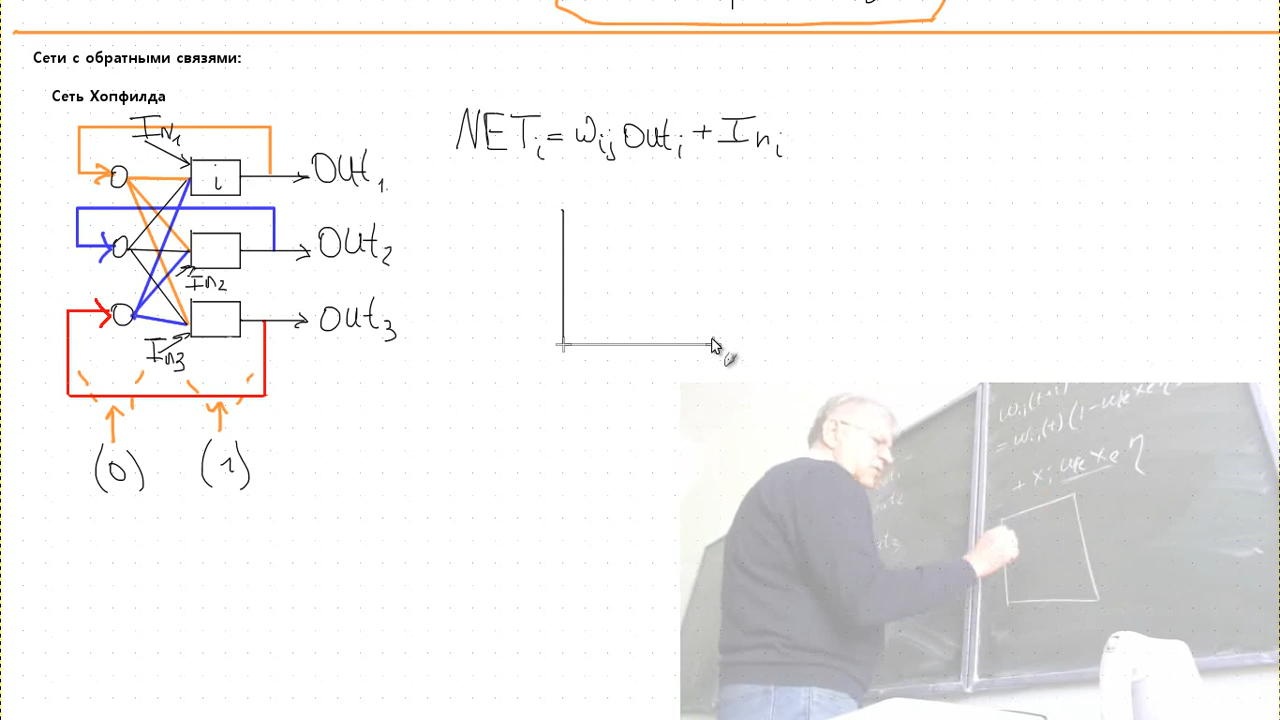 Сети с обратными связями:
Сеть Хопфилда
In1
i
OUt1.
OUt2
In2
OUt3
In3
(0) (1)
NETi = wij OUti + Ini